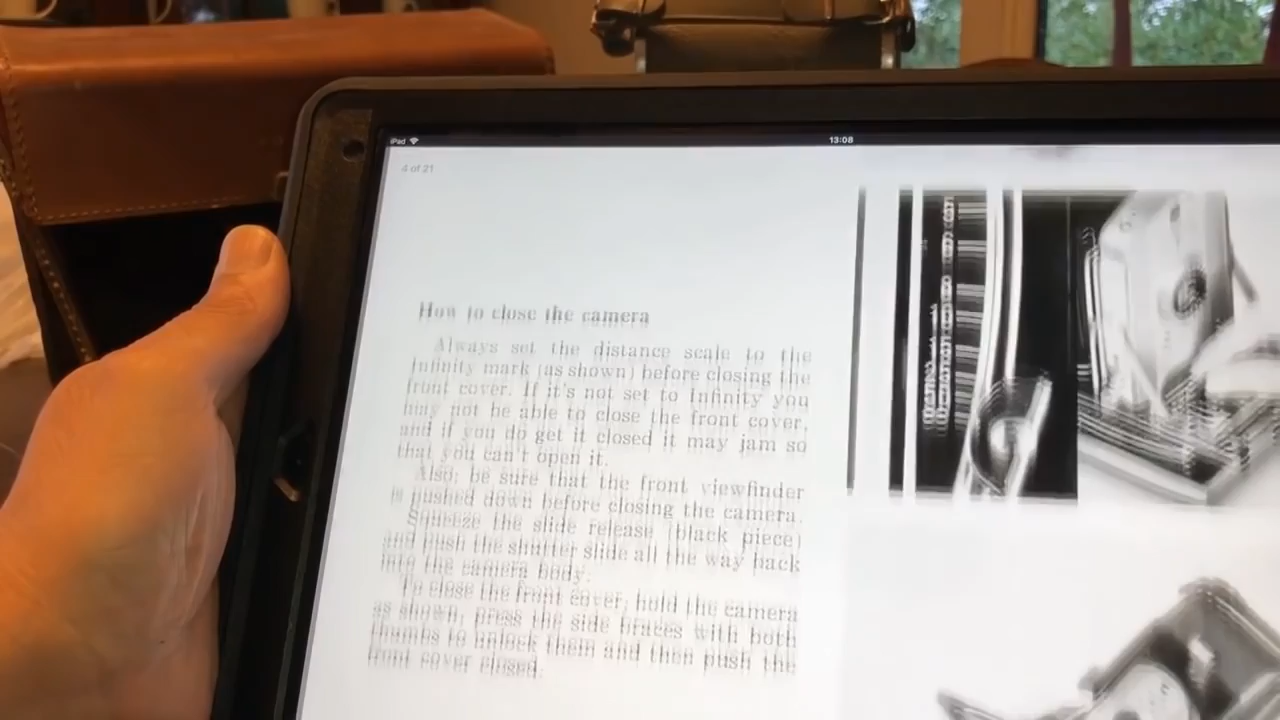 iPad
13:08
4 of 21
How to close the camera
Always set the distance scale to the
Infinity mark (as shown) before closing the
front cover. If it's not set to Infinity you
may not be able to close the front cover,
and if you do get it closed it may jam so
that you can't open it.
Also; be sure that the front viewfinder
is pushed down before closing the camera.
Squeeze the slide release (black piece)
and push the shutter slide all the way back
into the camera body.
To close the front cover, hold the camera
as shown, press the side braces with both
thumbs to unlock them and then push the
front cover closed.